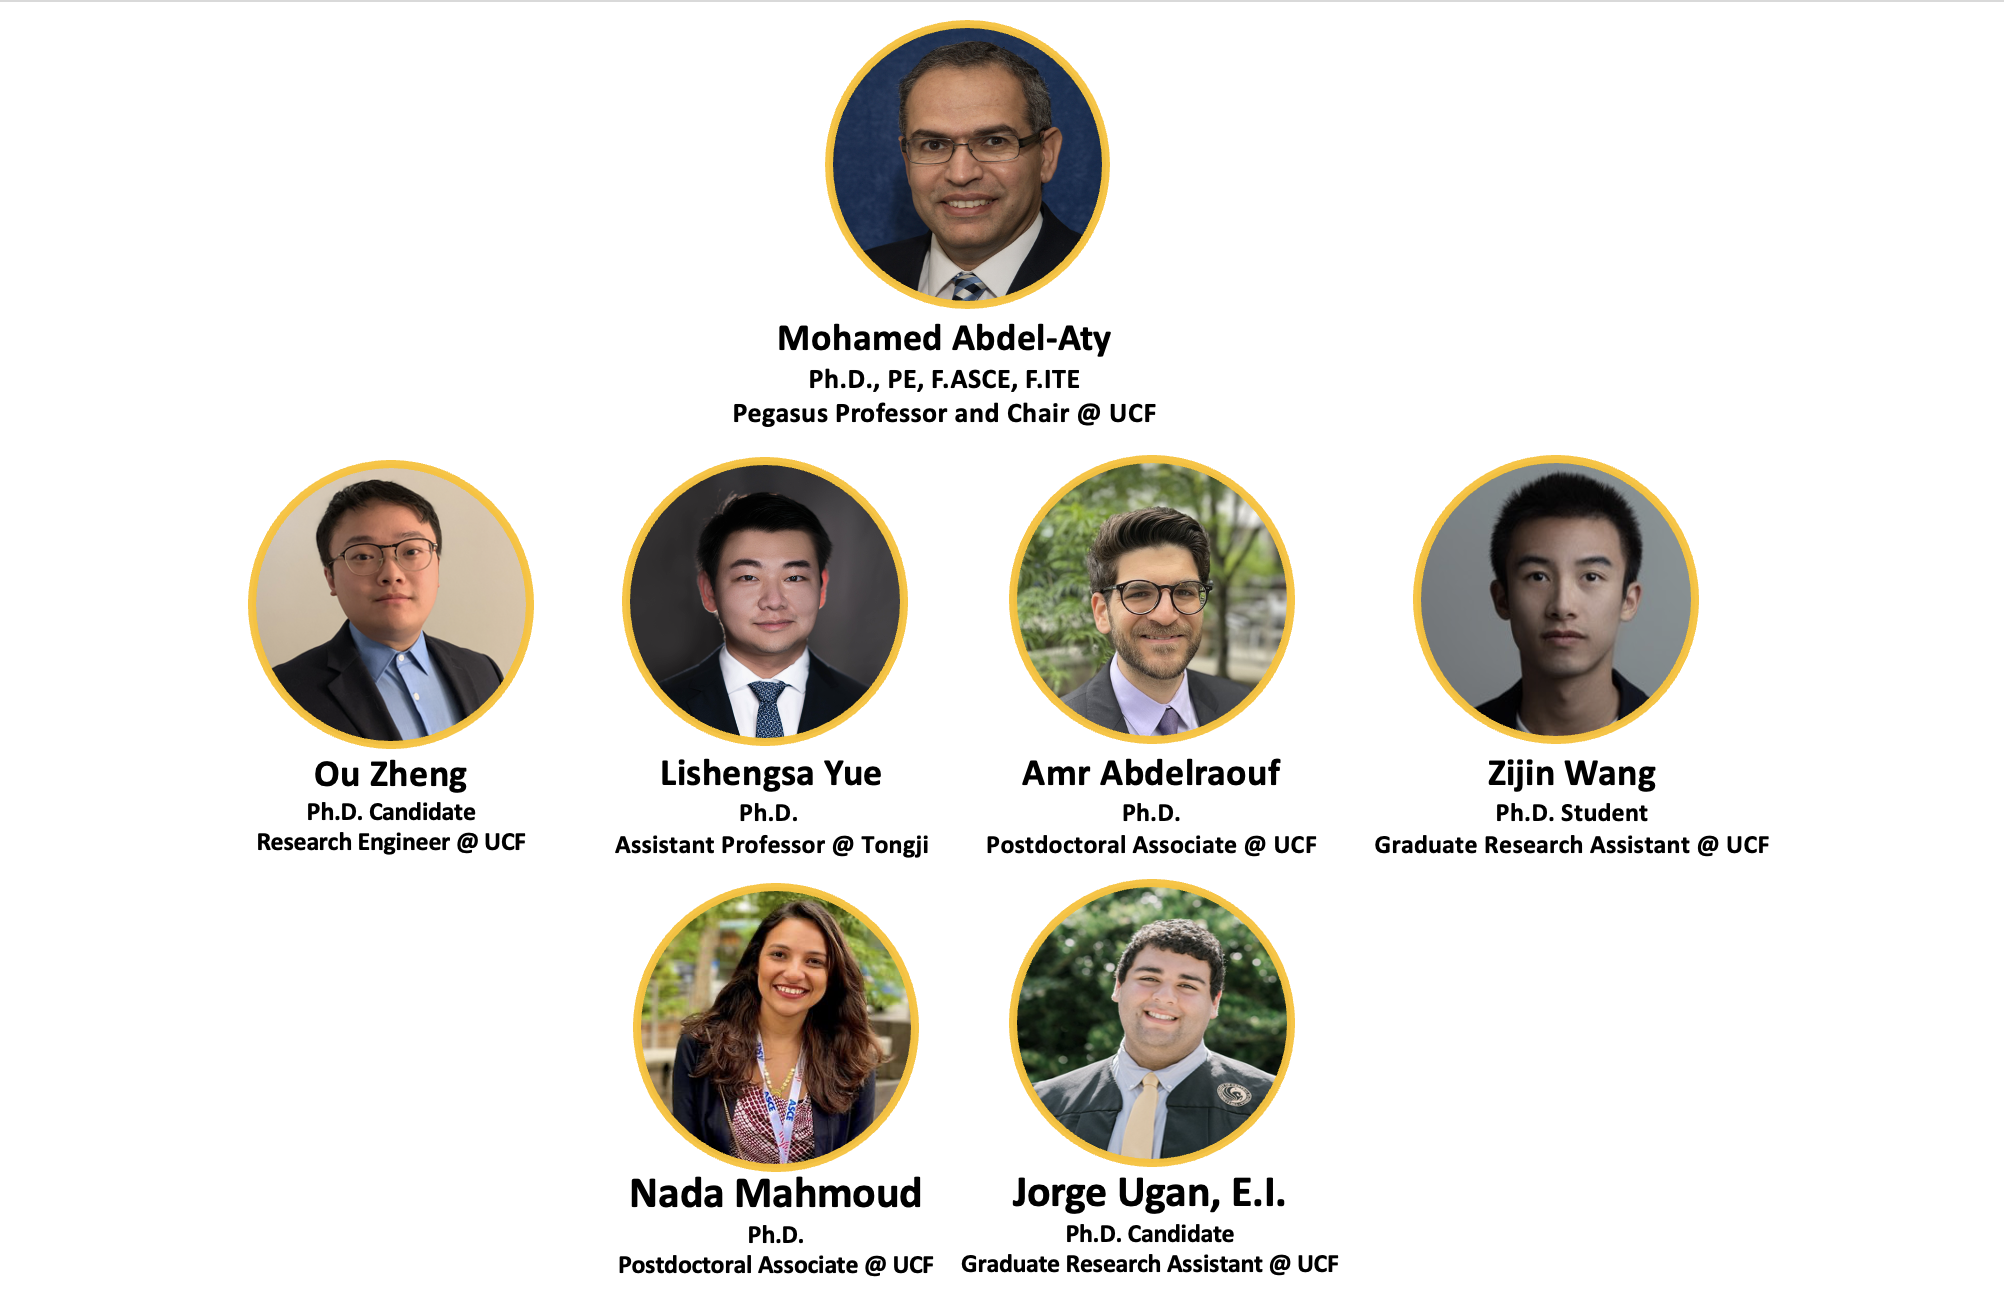 Mohamed Abdel-Aty
Ph.D., PE, F.ASCE, F.ITE
Pegasus Professor and Chair @ UCF
Ou Zheng
Ph.D. Candidate
Research Engineer @ UCF
Lishengsa Yue
Ph.D.
Assistant Professor @ Tongji
Amr Abdelraouf
Ph.D.
Postdoctoral Associate @ UCF
Zijin Wang
Ph.D. Student
Graduate Research Assistant @ UCF
ASCE
Nada Mahmoud
Ph.D.
Postdoctoral Associate @ UCF
Jorge Ugan, E.I.
Ph.D. Candidate
Graduate Research Assistant @ UCF